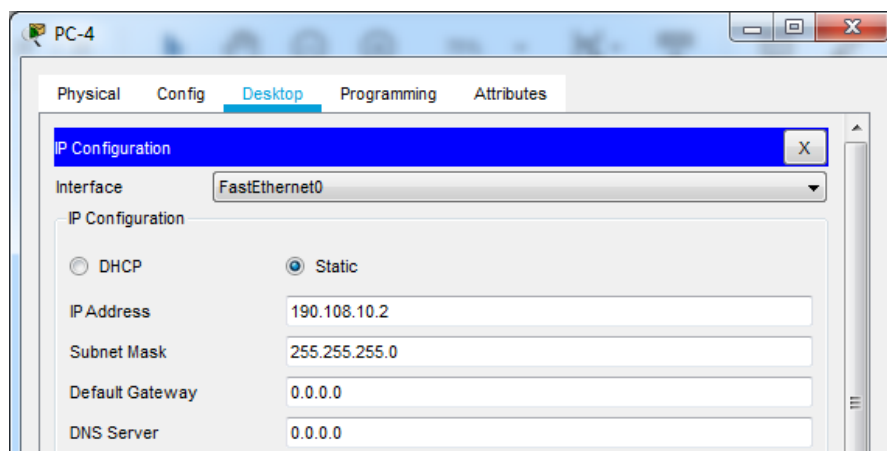 PC-4
Physical Config Desktop Programming Attributes
IP Configuration X
Interface FastEthernet0
IP Configuration
DHCP Static
IP Address 190.108.10.2
Subnet Mask 255.255.255.0
Default Gateway 0.0.0.0
DNS Server 0.0.0.0